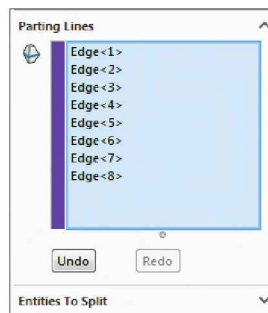 Parting Lines
Edge<1>
Edge<2>
Edge<3>
Edge<4>
Edge<5>
Edge<6>
Edge<7>
Edge<8>
Undo Redo
Entities To Split